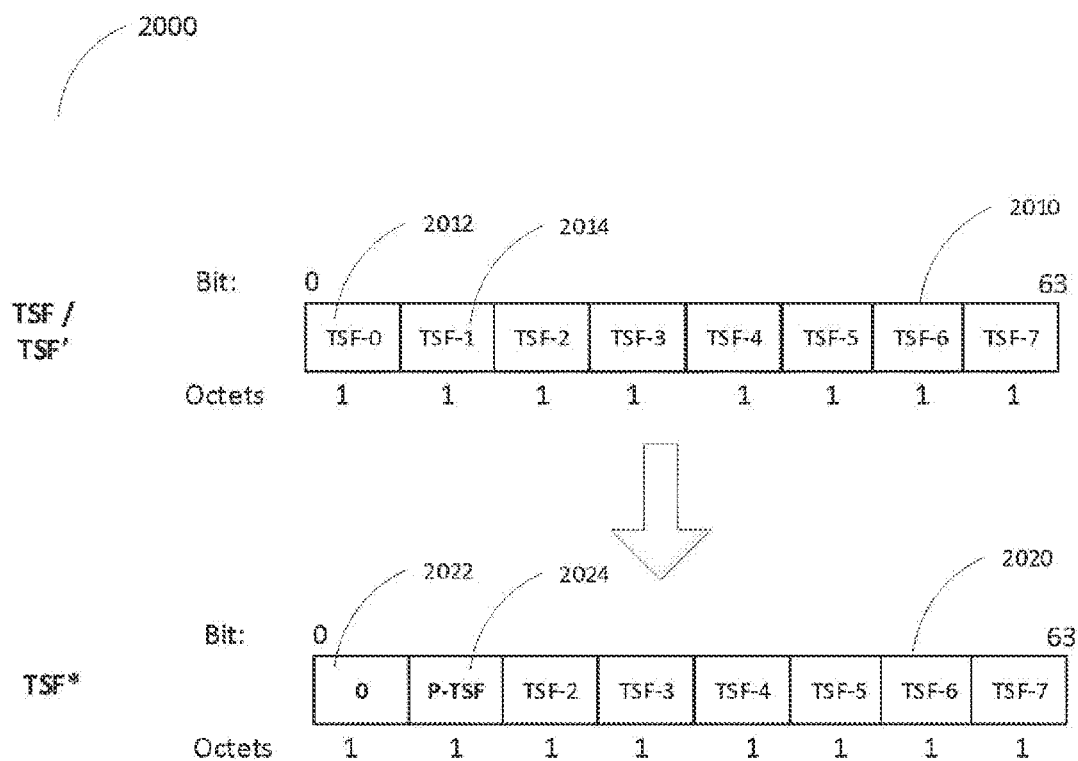 2000
2012 2014 2010
Bit: 0 63
TSF /
TSF'
TSF-0 TSF-1 TSF-2 TSF-3 TSF-4 TSF-5 TSF-6 TSF-7
Octets 1 1 1 1 1 1 1 1
2022 2024 2020
Bit: 0 63
TSF*
0 P-TSF TSF-2 TSF-3 TSF-4 TSF-5 TSF-6 TSF-7
Octets 1 1 1 1 1 1 1 1